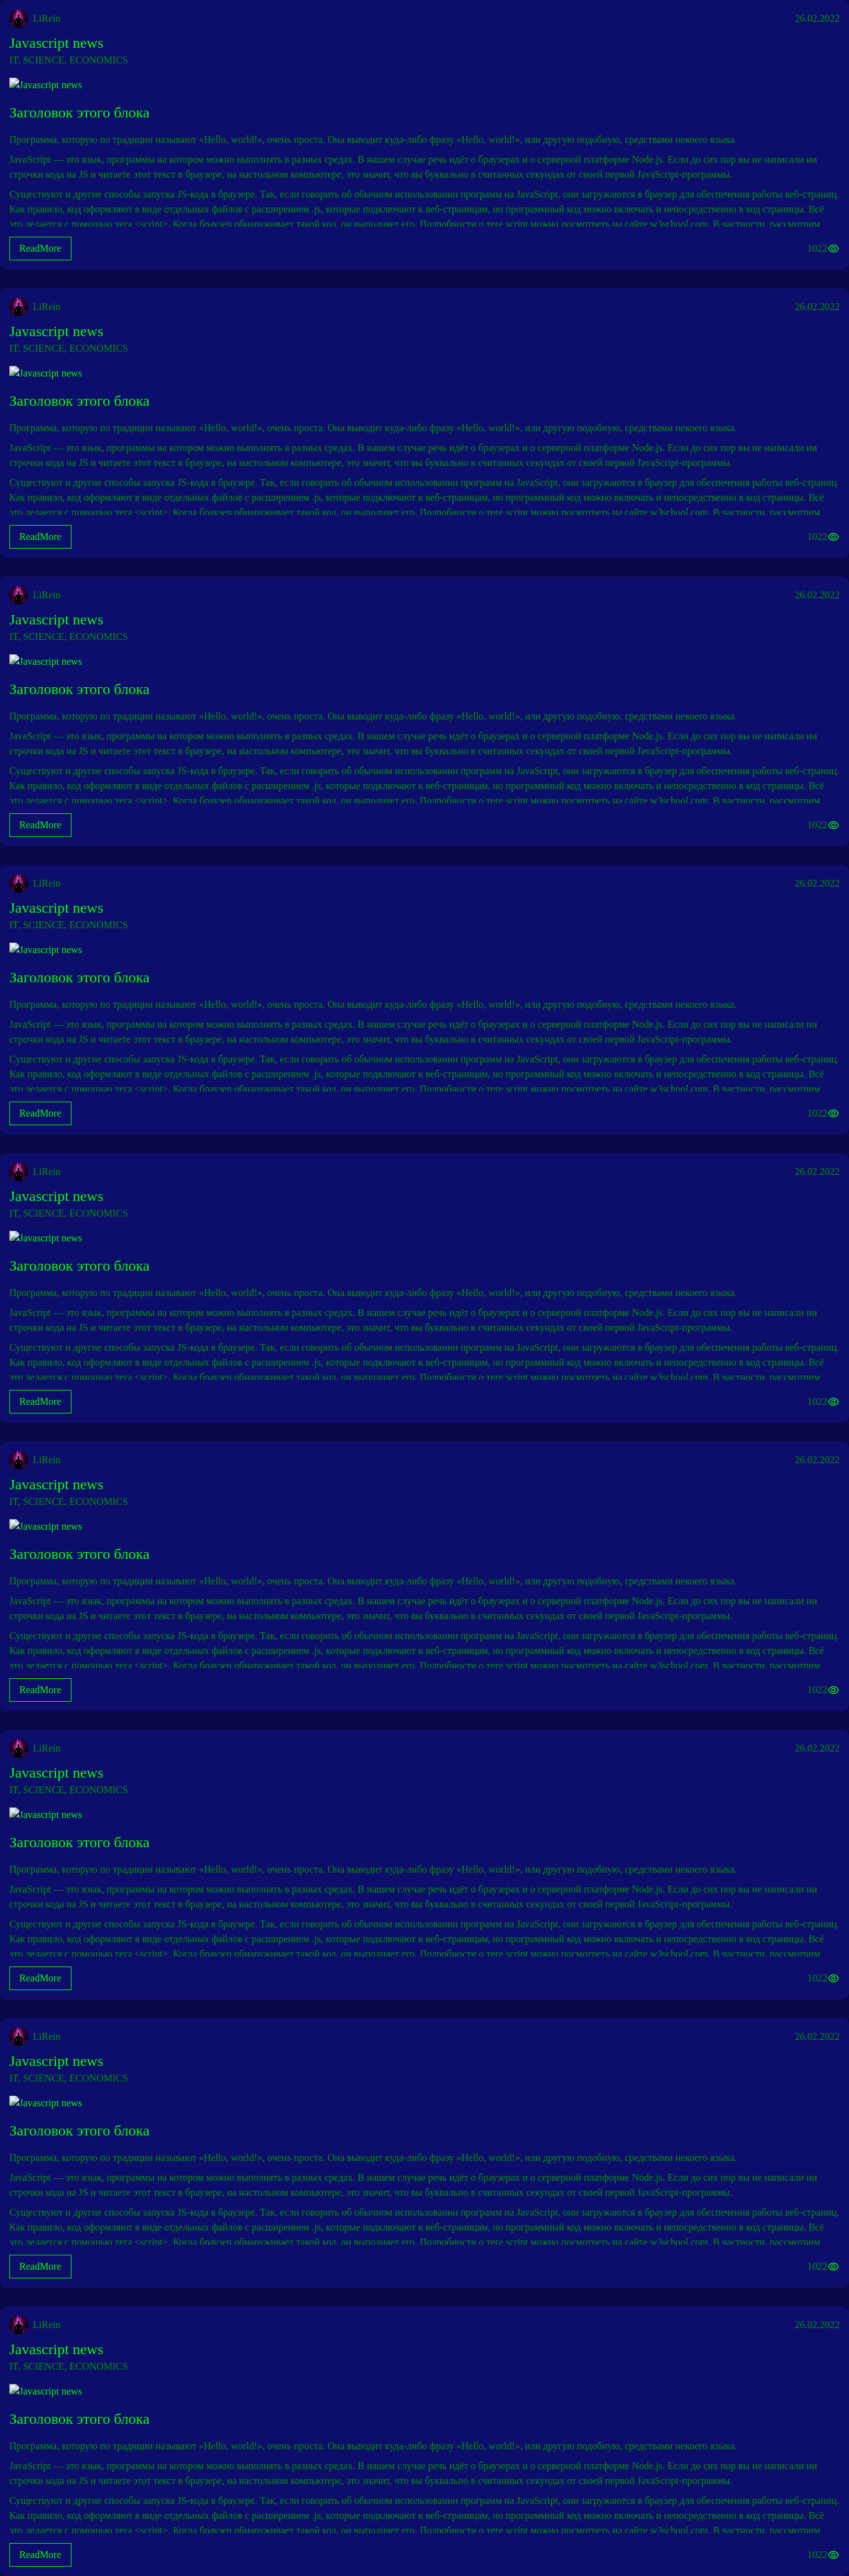 LiRein 26.02.2022
Javascript news
IT, SCIENCE, ECONOMICS
Javascript news
Заголовок этого блока
Программа, которую по традиции называют «Hello, world!», очень проста. Она выводит куда-либо фразу «Hello, world!», или другую подобную, средствами некоего языка.
JavaScript — это язык, программы на котором можно выполнять в разных средах. В нашем случае речь идёт о браузерах и о серверной платформе Node.js. Если до сих пор вы не написали ни
строчки кода на JS и читаете этот текст в браузере, на настольном компьютере, это значит, что вы буквально в считанных секундах от своей первой JavaScript-программы.
Существуют и другие способы запуска JS-кода в браузере. Так, если говорить об обычном использовании программ на JavaScript, они загружаются в браузер для обеспечения работы веб-страниц.
Как правило, код оформляют в виде отдельных файлов с расширением .js, которые подключают к веб-страницам, но программный код можно включать и непосредственно в код страницы. Всё
это делается с помощью тега <script>. Когда браузер обнаруживает такой код, он выполняет его. Подробности о теге script можно посмотреть на сайте w3school.com. В частности, рассмотрим
ReadMore 1022
LiRein 26.02.2022
Javascript news
IT, SCIENCE, ECONOMICS
Javascript news
Заголовок этого блока
Программа, которую по традиции называют «Hello, world!», очень проста. Она выводит куда-либо фразу «Hello, world!», или другую подобную, средствами некоего языка.
JavaScript — это язык, программы на котором можно выполнять в разных средах. В нашем случае речь идёт о браузерах и о серверной платформе Node.js. Если до сих пор вы не написали ни
строчки кода на JS и читаете этот текст в браузере, на настольном компьютере, это значит, что вы буквально в считанных секундах от своей первой JavaScript-программы.
Существуют и другие способы запуска JS-кода в браузере. Так, если говорить об обычном использовании программ на JavaScript, они загружаются в браузер для обеспечения работы веб-страниц.
Как правило, код оформляют в виде отдельных файлов с расширением .js, которые подключают к веб-страницам, но программный код можно включать и непосредственно в код страницы. Всё
это делается с помощью тега <script>. Когда браузер обнаруживает такой код, он выполняет его. Подробности о теге script можно посмотреть на сайте w3school.com. В частности, рассмотрим
ReadMore 1022
LiRein 26.02.2022
Javascript news
IT, SCIENCE, ECONOMICS
Javascript news
Заголовок этого блока
Программа, которую по традиции называют «Hello, world!», очень проста. Она выводит куда-либо фразу «Hello, world!», или другую подобную, средствами некоего языка.
JavaScript — это язык, программы на котором можно выполнять в разных средах. В нашем случае речь идёт о браузерах и о серверной платформе Node.js. Если до сих пор вы не написали ни
строчки кода на JS и читаете этот текст в браузере, на настольном компьютере, это значит, что вы буквально в считанных секундах от своей первой JavaScript-программы.
Существуют и другие способы запуска JS-кода в браузере. Так, если говорить об обычном использовании программ на JavaScript, они загружаются в браузер для обеспечения работы веб-страниц.
Как правило, код оформляют в виде отдельных файлов с расширением .js, которые подключают к веб-страницам, но программный код можно включать и непосредственно в код страницы. Всё
это делается с помощью тега <script>. Когда браузер обнаруживает такой код, он выполняет его. Подробности о теге script можно посмотреть на сайте w3school.com. В частности, рассмотрим
ReadMore 1022
LiRein 26.02.2022
Javascript news
IT, SCIENCE, ECONOMICS
Javascript news
Заголовок этого блока
Программа, которую по традиции называют «Hello, world!», очень проста. Она выводит куда-либо фразу «Hello, world!», или другую подобную, средствами некоего языка.
JavaScript — это язык, программы на котором можно выполнять в разных средах. В нашем случае речь идёт о браузерах и о серверной платформе Node.js. Если до сих пор вы не написали ни
строчки кода на JS и читаете этот текст в браузере, на настольном компьютере, это значит, что вы буквально в считанных секундах от своей первой JavaScript-программы.
Существуют и другие способы запуска JS-кода в браузере. Так, если говорить об обычном использовании программ на JavaScript, они загружаются в браузер для обеспечения работы веб-страниц.
Как правило, код оформляют в виде отдельных файлов с расширением .js, которые подключают к веб-страницам, но программный код можно включать и непосредственно в код страницы. Всё
это делается с помощью тега <script>. Когда браузер обнаруживает такой код, он выполняет его. Подробности о теге script можно посмотреть на сайте w3school.com. В частности, рассмотрим
ReadMore 1022
LiRein 26.02.2022
Javascript news
IT, SCIENCE, ECONOMICS
Javascript news
Заголовок этого блока
Программа, которую по традиции называют «Hello, world!», очень проста. Она выводит куда-либо фразу «Hello, world!», или другую подобную, средствами некоего языка.
JavaScript — это язык, программы на котором можно выполнять в разных средах. В нашем случае речь идёт о браузерах и о серверной платформе Node.js. Если до сих пор вы не написали ни
строчки кода на JS и читаете этот текст в браузере, на настольном компьютере, это значит, что вы буквально в считанных секундах от своей первой JavaScript-программы.
Существуют и другие способы запуска JS-кода в браузере. Так, если говорить об обычном использовании программ на JavaScript, они загружаются в браузер для обеспечения работы веб-страниц.
Как правило, код оформляют в виде отдельных файлов с расширением .js, которые подключают к веб-страницам, но программный код можно включать и непосредственно в код страницы. Всё
это делается с помощью тега <script>. Когда браузер обнаруживает такой код, он выполняет его. Подробности о теге script можно посмотреть на сайте w3school.com. В частности, рассмотрим
ReadMore 1022
LiRein 26.02.2022
Javascript news
IT, SCIENCE, ECONOMICS
Javascript news
Заголовок этого блока
Программа, которую по традиции называют «Hello, world!», очень проста. Она выводит куда-либо фразу «Hello, world!», или другую подобную, средствами некоего языка.
JavaScript — это язык, программы на котором можно выполнять в разных средах. В нашем случае речь идёт о браузерах и о серверной платформе Node.js. Если до сих пор вы не написали ни
строчки кода на JS и читаете этот текст в браузере, на настольном компьютере, это значит, что вы буквально в считанных секундах от своей первой JavaScript-программы.
Существуют и другие способы запуска JS-кода в браузере. Так, если говорить об обычном использовании программ на JavaScript, они загружаются в браузер для обеспечения работы веб-страниц.
Как правило, код оформляют в виде отдельных файлов с расширением .js, которые подключают к веб-страницам, но программный код можно включать и непосредственно в код страницы. Всё
это делается с помощью тега <script>. Когда браузер обнаруживает такой код, он выполняет его. Подробности о теге script можно посмотреть на сайте w3school.com. В частности, рассмотрим
ReadMore 1022
LiRein 26.02.2022
Javascript news
IT, SCIENCE, ECONOMICS
Javascript news
Заголовок этого блока
Программа, которую по традиции называют «Hello, world!», очень проста. Она выводит куда-либо фразу «Hello, world!», или другую подобную, средствами некоего языка.
JavaScript — это язык, программы на котором можно выполнять в разных средах. В нашем случае речь идёт о браузерах и о серверной платформе Node.js. Если до сих пор вы не написали ни
строчки кода на JS и читаете этот текст в браузере, на настольном компьютере, это значит, что вы буквально в считанных секундах от своей первой JavaScript-программы.
Существуют и другие способы запуска JS-кода в браузере. Так, если говорить об обычном использовании программ на JavaScript, они загружаются в браузер для обеспечения работы веб-страниц.
Как правило, код оформляют в виде отдельных файлов с расширением .js, которые подключают к веб-страницам, но программный код можно включать и непосредственно в код страницы. Всё
это делается с помощью тега <script>. Когда браузер обнаруживает такой код, он выполняет его. Подробности о теге script можно посмотреть на сайте w3school.com. В частности, рассмотрим
ReadMore 1022
LiRein 26.02.2022
Javascript news
IT, SCIENCE, ECONOMICS
Javascript news
Заголовок этого блока
Программа, которую по традиции называют «Hello, world!», очень проста. Она выводит куда-либо фразу «Hello, world!», или другую подобную, средствами некоего языка.
JavaScript — это язык, программы на котором можно выполнять в разных средах. В нашем случае речь идёт о браузерах и о серверной платформе Node.js. Если до сих пор вы не написали ни
строчки кода на JS и читаете этот текст в браузере, на настольном компьютере, это значит, что вы буквально в считанных секундах от своей первой JavaScript-программы.
Существуют и другие способы запуска JS-кода в браузере. Так, если говорить об обычном использовании программ на JavaScript, они загружаются в браузер для обеспечения работы веб-страниц.
Как правило, код оформляют в виде отдельных файлов с расширением .js, которые подключают к веб-страницам, но программный код можно включать и непосредственно в код страницы. Всё
это делается с помощью тега <script>. Когда браузер обнаруживает такой код, он выполняет его. Подробности о теге script можно посмотреть на сайте w3school.com. В частности, рассмотрим
ReadMore 1022
LiRein 26.02.2022
Javascript news
IT, SCIENCE, ECONOMICS
Javascript news
Заголовок этого блока
Программа, которую по традиции называют «Hello, world!», очень проста. Она выводит куда-либо фразу «Hello, world!», или другую подобную, средствами некоего языка.
JavaScript — это язык, программы на котором можно выполнять в разных средах. В нашем случае речь идёт о браузерах и о серверной платформе Node.js. Если до сих пор вы не написали ни
строчки кода на JS и читаете этот текст в браузере, на настольном компьютере, это значит, что вы буквально в считанных секундах от своей первой JavaScript-программы.
Существуют и другие способы запуска JS-кода в браузере. Так, если говорить об обычном использовании программ на JavaScript, они загружаются в браузер для обеспечения работы веб-страниц.
Как правило, код оформляют в виде отдельных файлов с расширением .js, которые подключают к веб-страницам, но программный код можно включать и непосредственно в код страницы. Всё
это делается с помощью тега <script>. Когда браузер обнаруживает такой код, он выполняет его. Подробности о теге script можно посмотреть на сайте w3school.com. В частности, рассмотрим
ReadMore 1022